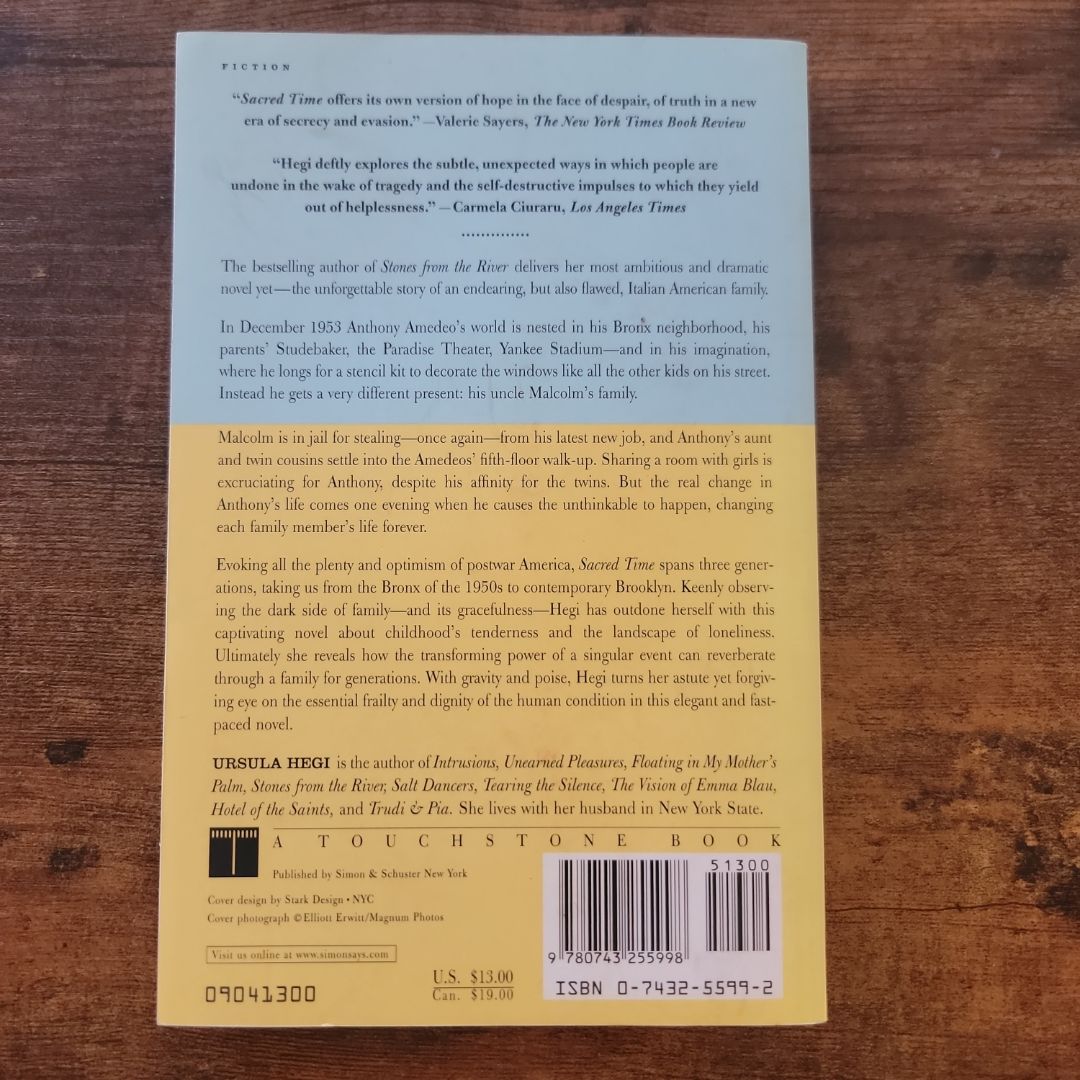 FICTION
“Sacred Time offers its own version of hope in the face of despair, of truth in a new
era of secrecy and evasion.” —Valerie Sayers, The New York Times Book Review
“Hegi deftly explores the subtle, unexpected ways in which people are
undone in the wake of tragedy and the self-destructive impulses to which they yield
out of helplessness.” —Carmela Ciuraru, Los Angeles Times
..............
The bestselling author of Stones from the River delivers her most ambitious and dramatic
novel yet—the unforgettable story of an endearing, but also flawed, Italian American family.
In December 1953 Anthony Amedeo’s world is nested in his Bronx neighborhood, his
parents’ Studebaker, the Paradise Theater, Yankee Stadium—and in his imagination,
where he longs for a stencil kit to decorate the windows like all the other kids on his street.
Instead he gets a very different present: his uncle Malcolm’s family.
Malcolm is in jail for stealing—once again—from his latest new job, and Anthony’s aunt
and twin cousins settle into the Amedeos’ fifth-floor walk-up. Sharing a room with girls is
excruciating for Anthony, despite his affinity for the twins. But the real change in
Anthony’s life comes one evening when he causes the unthinkable to happen, changing
each family member’s life forever.
Evoking all the plenty and optimism of postwar America, Sacred Time spans three gener-
ations, taking us from the Bronx of the 1950s to contemporary Brooklyn. Keenly observ-
ing the dark side of family—and its gracefulness—Hegi has outdone herself with this
captivating novel about childhood’s tenderness and the landscape of loneliness.
Ultimately she reveals how the transforming power of a singular event can reverberate
through a family for generations. With gravity and poise, Hegi turns her astute yet forgiv-
ing eye on the essential frailty and dignity of the human condition in this elegant and fast-
paced novel.
URSULA HEGI is the author of Intrusions, Unearned Pleasures, Floating in My Mother’s
Palm, Stones from the River, Salt Dancers, Tearing the Silence, The Vision of Emma Blau,
Hotel of the Saints, and Trudi & Pia. She lives with her husband in New York State.
A TOUCHSTONE BOOK
Published by Simon & Schuster New York
Cover design by Stark Design • NYC
Cover photograph © Elliott Erwitt/Magnum Photos
Visit us online at www.simonsays.com
09041300
U.S. $13.00
Can. $19.00
51300
9 780743 255998
ISBN 0-7432-5599-2